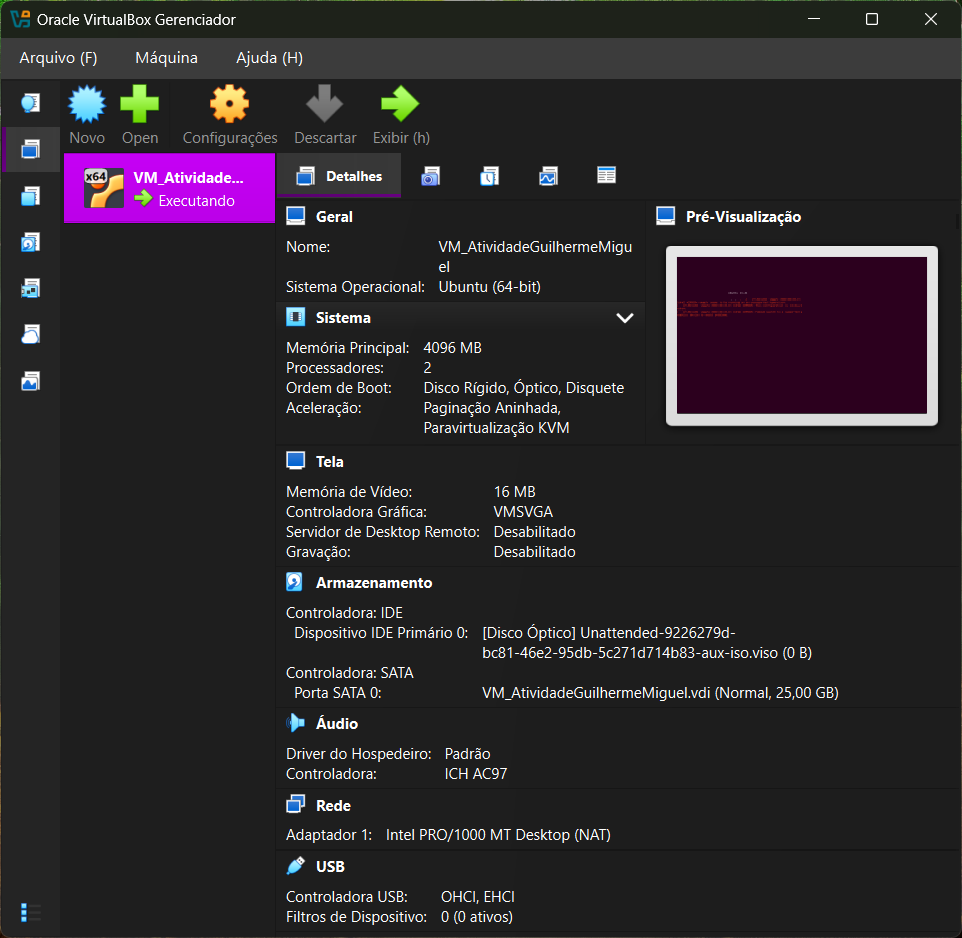 Oracle VirtualBox Gerenciador
Arquivo (F) Máquina Ajuda (H)
Novo Open Configurações Descartar Exibir (h)
x64
VM_Atividade...
Executando
Detalhes
Geral
Nome: VM_AtividadeGuilhermeMigu
el
Sistema Operacional: Ubuntu (64-bit)
Pré-Visualização
Sistema
Memória Principal: 4096 MB
Processadores: 2
Ordem de Boot: Disco Rígido, Óptico, Disquete
Aceleração: Paginação Aninhada,
Paravirtualização KVM
Tela
Memória de Vídeo: 16 MB
Controladora Gráfica: VMSVGA
Servidor de Desktop Remoto: Desabilitado
Gravação: Desabilitado
Armazenamento
Controladora: IDE
Dispositivo IDE Primário 0: [Disco Óptico] Unattended-9226279d-
bc81-46e2-95db-5c271d714b83-aux-iso.viso (0 B)
Controladora: SATA
Porta SATA 0: VM_AtividadeGuilhermeMiguel.vdi (Normal, 25,00 GB)
Áudio
Driver do Hospedeiro: Padrão
Controladora: ICH AC97
Rede
Adaptador 1: Intel PRO/1000 MT Desktop (NAT)
USB
Controladora USB: OHCI, EHCI
Filtros de Dispositivo: 0 (0 ativos)